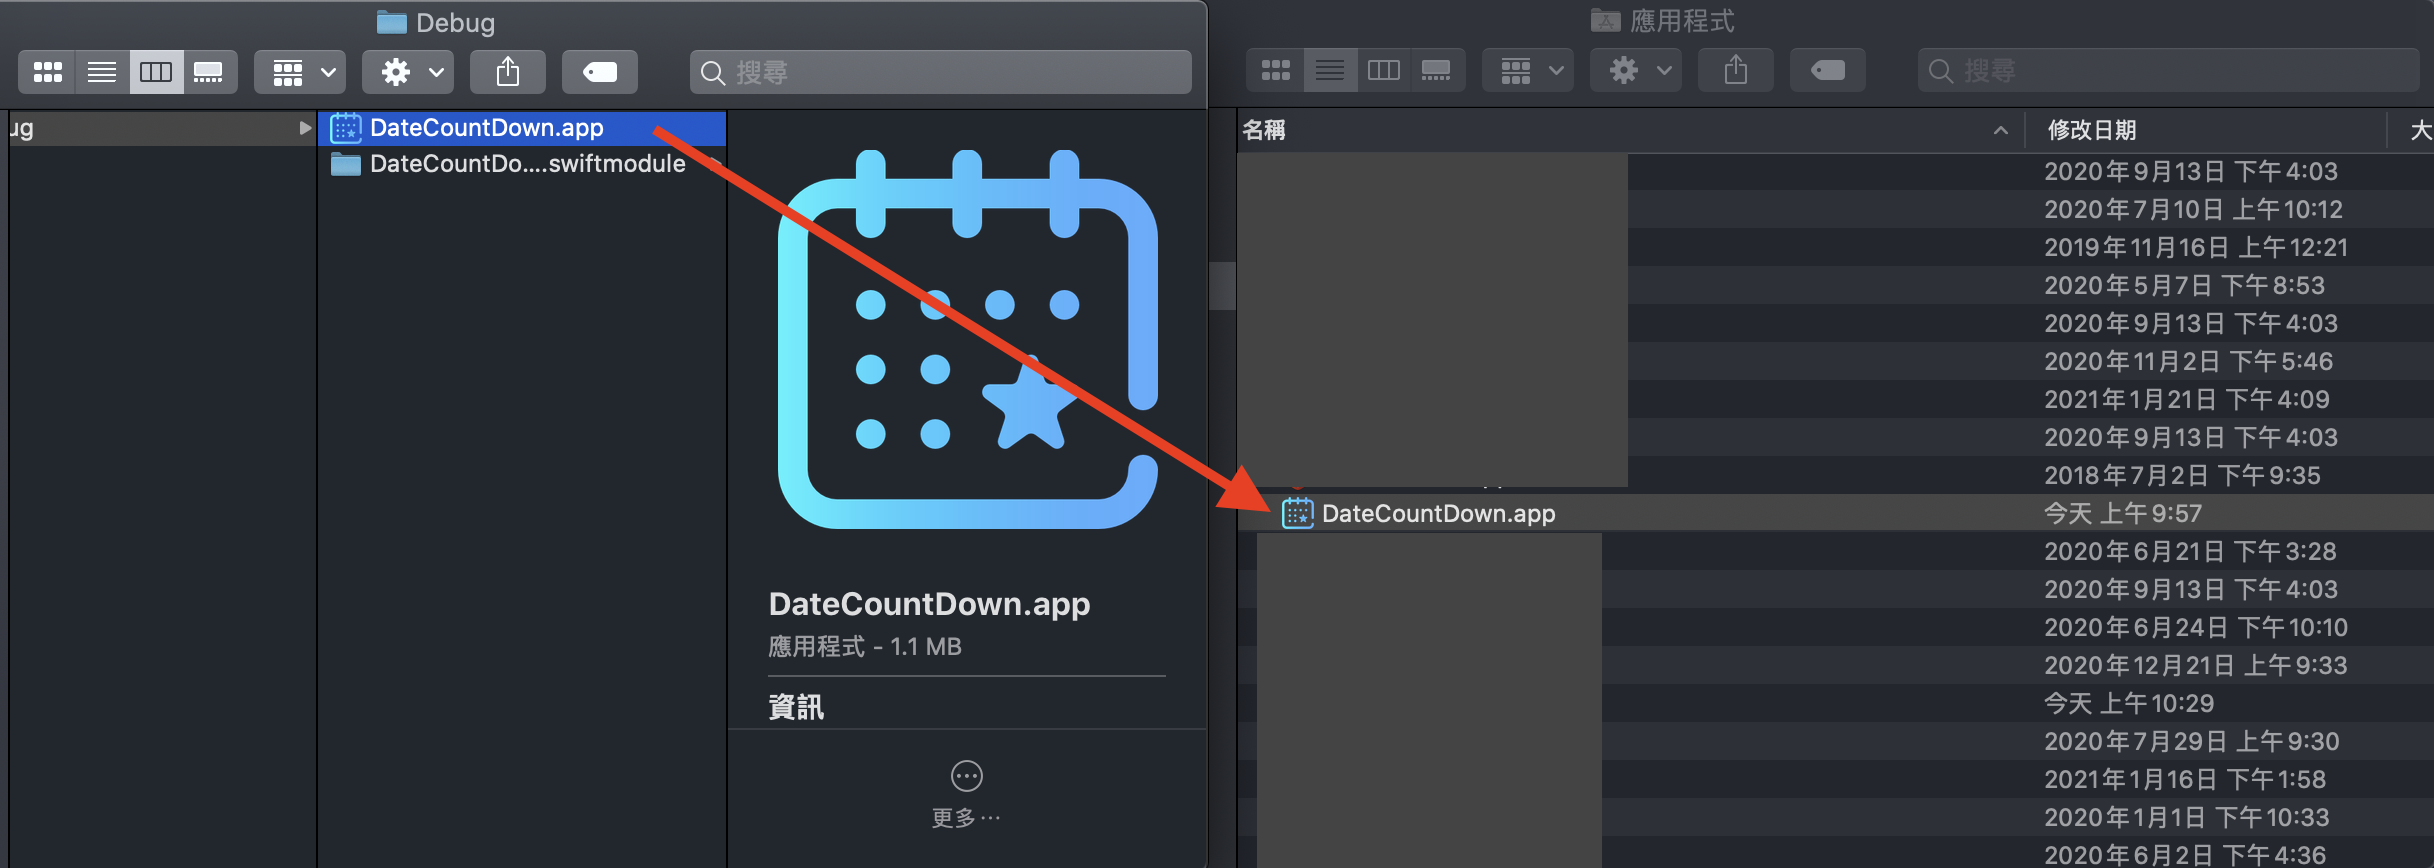 Debug
搜尋
ug
DateCountDown.app
DateCountDo....swiftmodule
DateCountDown.app
應用程式 - 1.1 MB
資訊
更多⋯
應用程式
搜尋
名稱
修改日期
大
2020年9月13日 下午4:03
2020年7月10日 上午10:12
2019年11月16日 上午12:21
2020年5月7日 下午8:53
2020年9月13日 下午4:03
2020年11月2日 下午5:46
2021年1月21日 下午4:09
2020年9月13日 下午4:03
2018年7月2日 下午9:35
DateCountDown.app
今天 上午9:57
2020年6月21日 下午3:28
2020年9月13日 下午4:03
2020年6月24日 下午10:10
2020年12月21日 上午9:33
今天 上午10:29
2020年7月29日 上午9:30
2021年1月16日 下午1:58
2020年1月1日 下午10:33
2020年6月2日 下午4:36